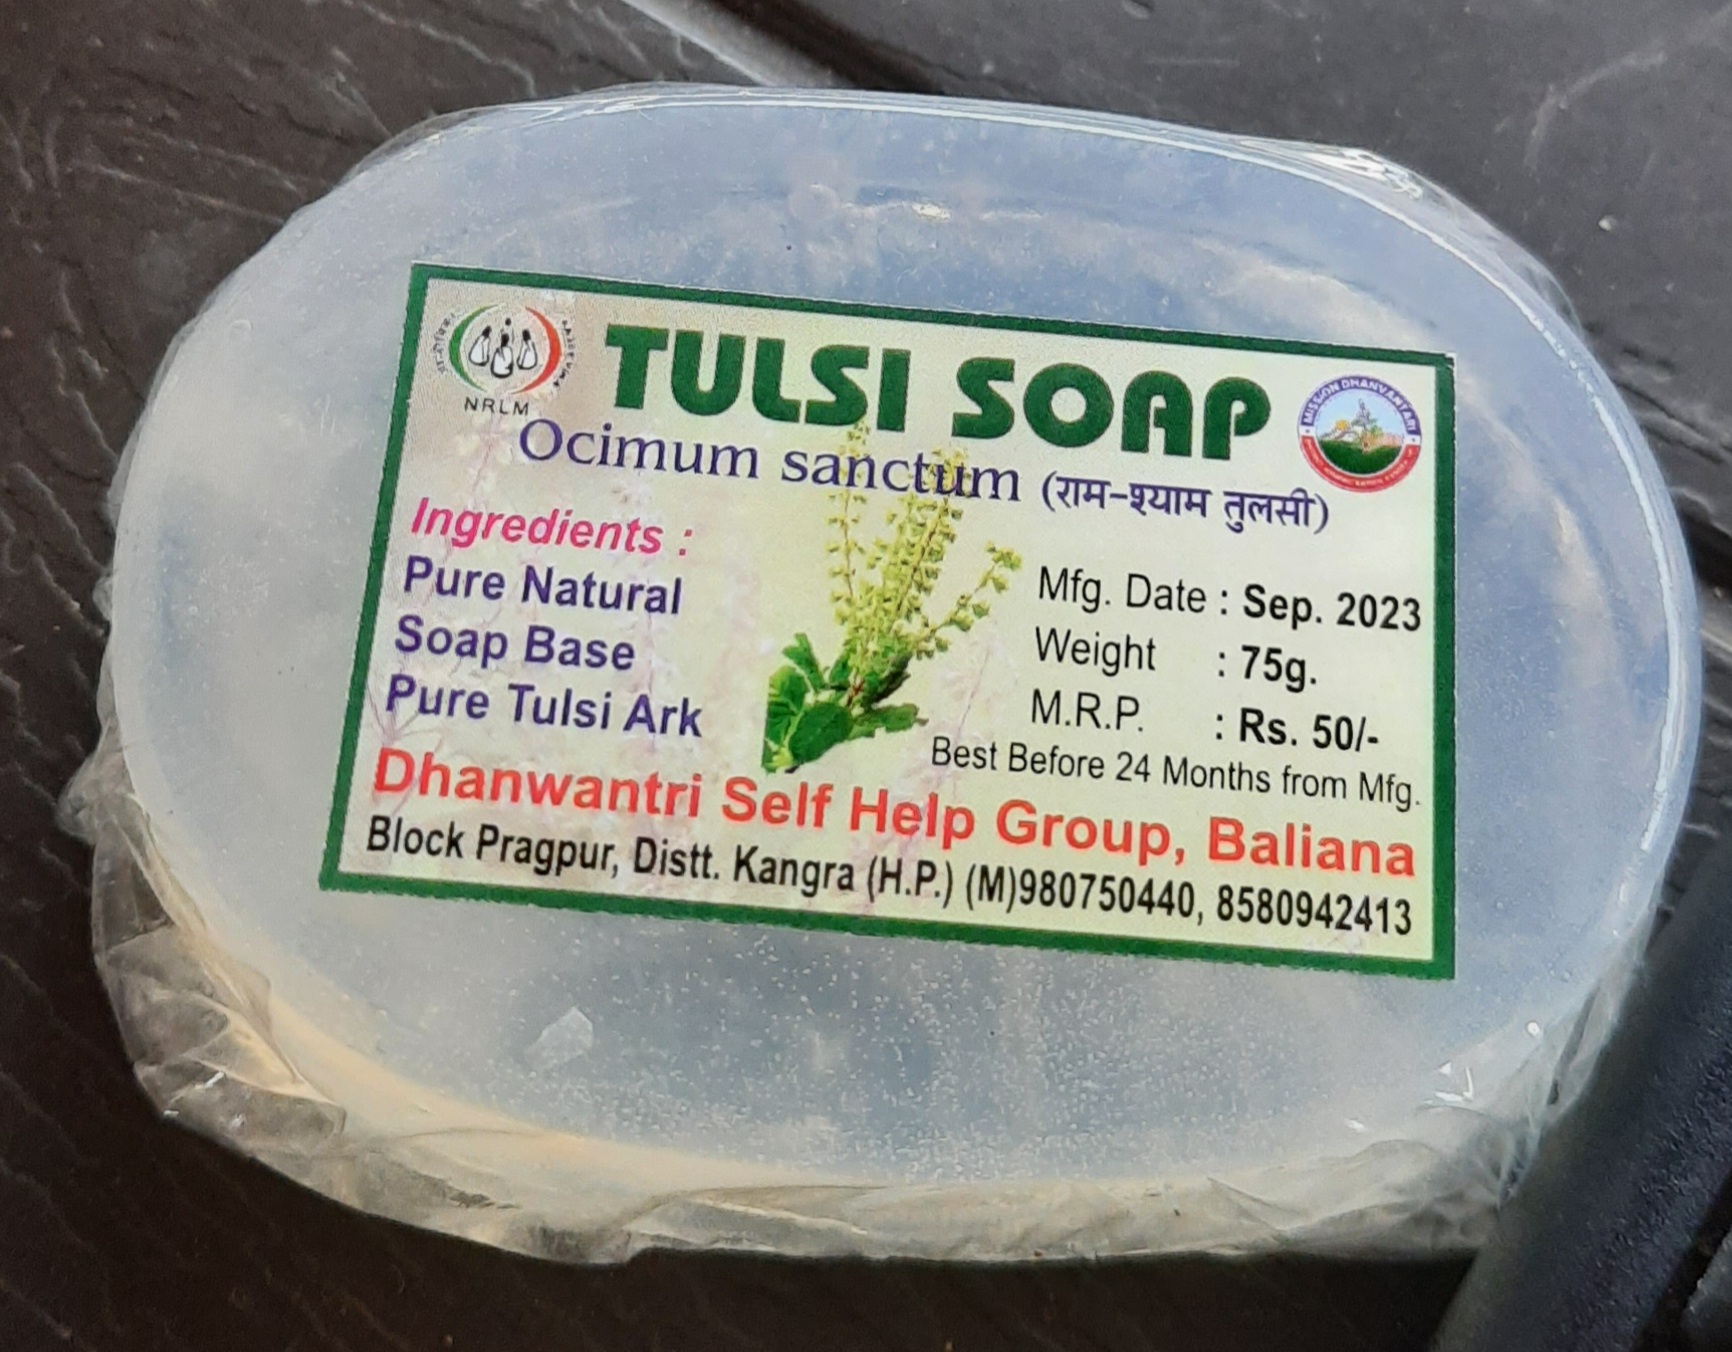 TULSI SOAP
NRLM
MISSION DHANVANTARI
Ocimum sanctum (राम-श्याम तुलसी)
Ingredients :
Pure Natural
Soap Base
Pure Tulsi Ark
Mfg. Date : Sep. 2023
Weight : 75g.
M.R.P. : Rs. 50/-
Best Before 24 Months from Mfg.
Dhanwantri Self Help Group, Baliana
Block Pragpur, Distt. Kangra (H.P.) (M)980750440, 8580942413